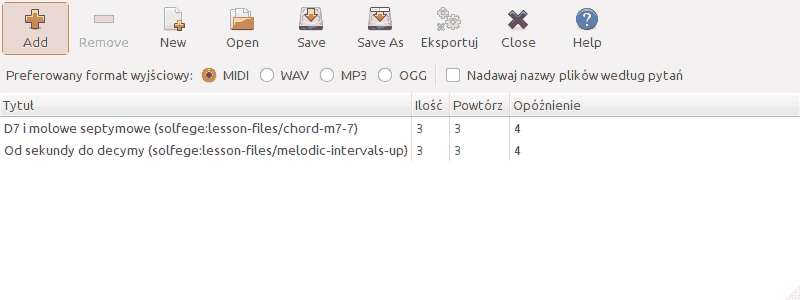 Add Remove New Open Save Save As Eksportuj Close Help
Preferowany format wyjściowy: MIDI WAV MP3 OGG Nadawaj nazwy plików według pytań
Tytuł Ilość Powtórz Opóźnienie
D7 i molowe septymowe (solfege:lesson-files/chord-m7-7) 3 3 4
Od sekundy do decymy (solfege:lesson-files/melodic-intervals-up) 3 3 4